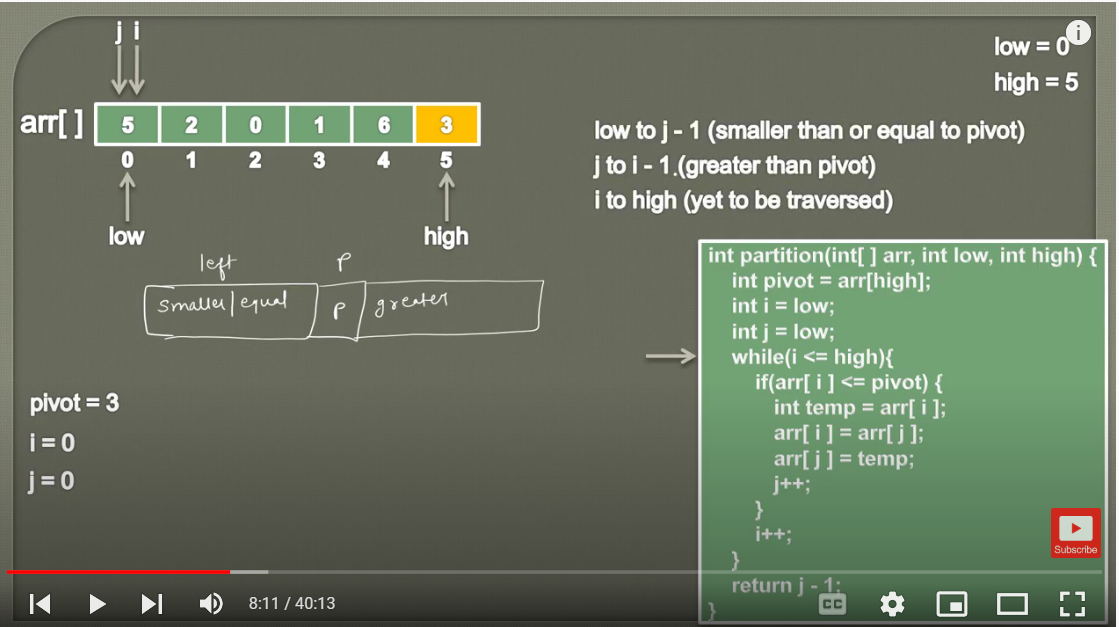 j i
low = 0
i
high = 5
arr[ ] 5 2 0 1 6 3
0 1 2 3 4 5
low high
low to j - 1 (smaller than or equal to pivot)
j to i - 1 (greater than pivot)
i to high (yet to be traversed)
left P
smaller/equal P greater
pivot = 3
i = 0
j = 0
int partition(int[ ] arr, int low, int high) {
int pivot = arr[high];
int i = low;
int j = low;
while(i <= high){
if(arr[ i ] <= pivot) {
int temp = arr[ i ];
arr[ i ] = arr[ j ];
arr[ j ] = temp;
j++;
}
i++;
}
return j - 1;
}
Subscribe
8:11 / 40:13
CC